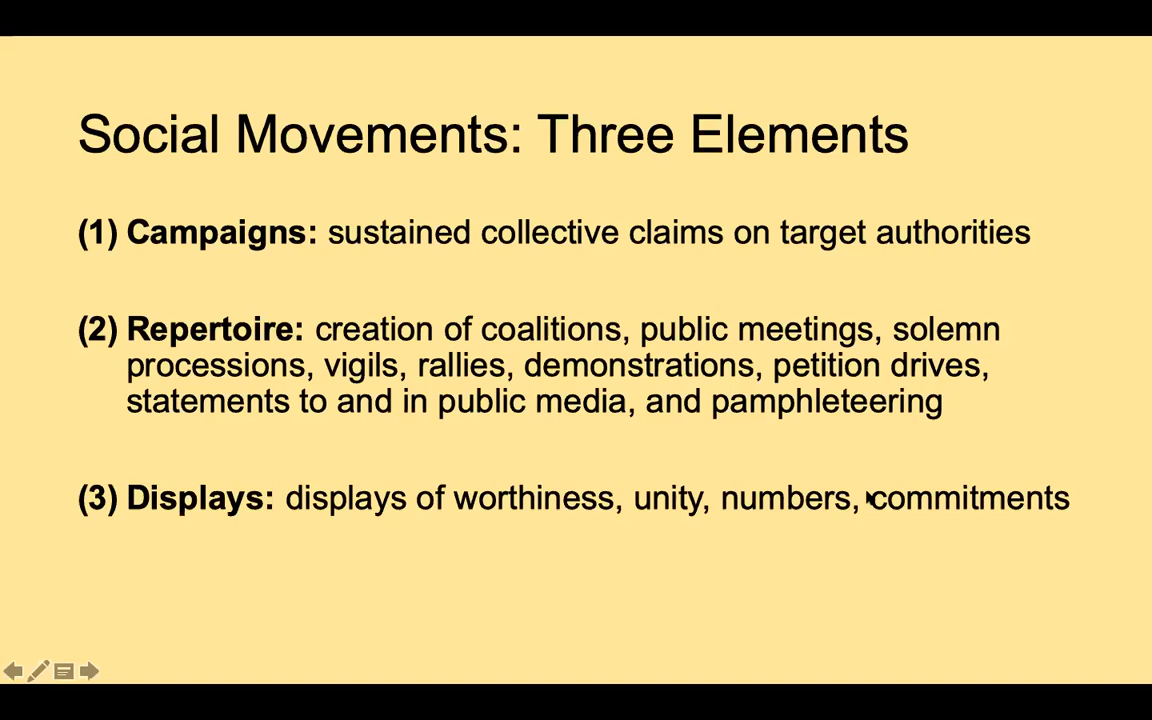 Social Movements: Three Elements
(1) Campaigns: sustained collective claims on target authorities
(2) Repertoire: creation of coalitions, public meetings, solemn
processions, vigils, rallies, demonstrations, petition drives,
statements to and in public media, and pamphleteering
(3) Displays: displays of worthiness, unity, numbers, commitments